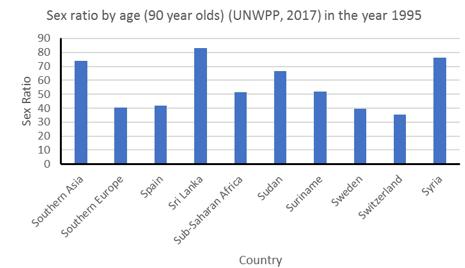 Sex ratio by age (90 year olds) (UNWPP, 2017) in the year 1995
90
80
70
60
50
40
30
20
10
0
Sex Ratio
Southern Asia
Southern Europe
Spain
Sri Lanka
Sub-Saharan Africa
Sudan
Suriname
Sweden
Switzerland
Syria
Country